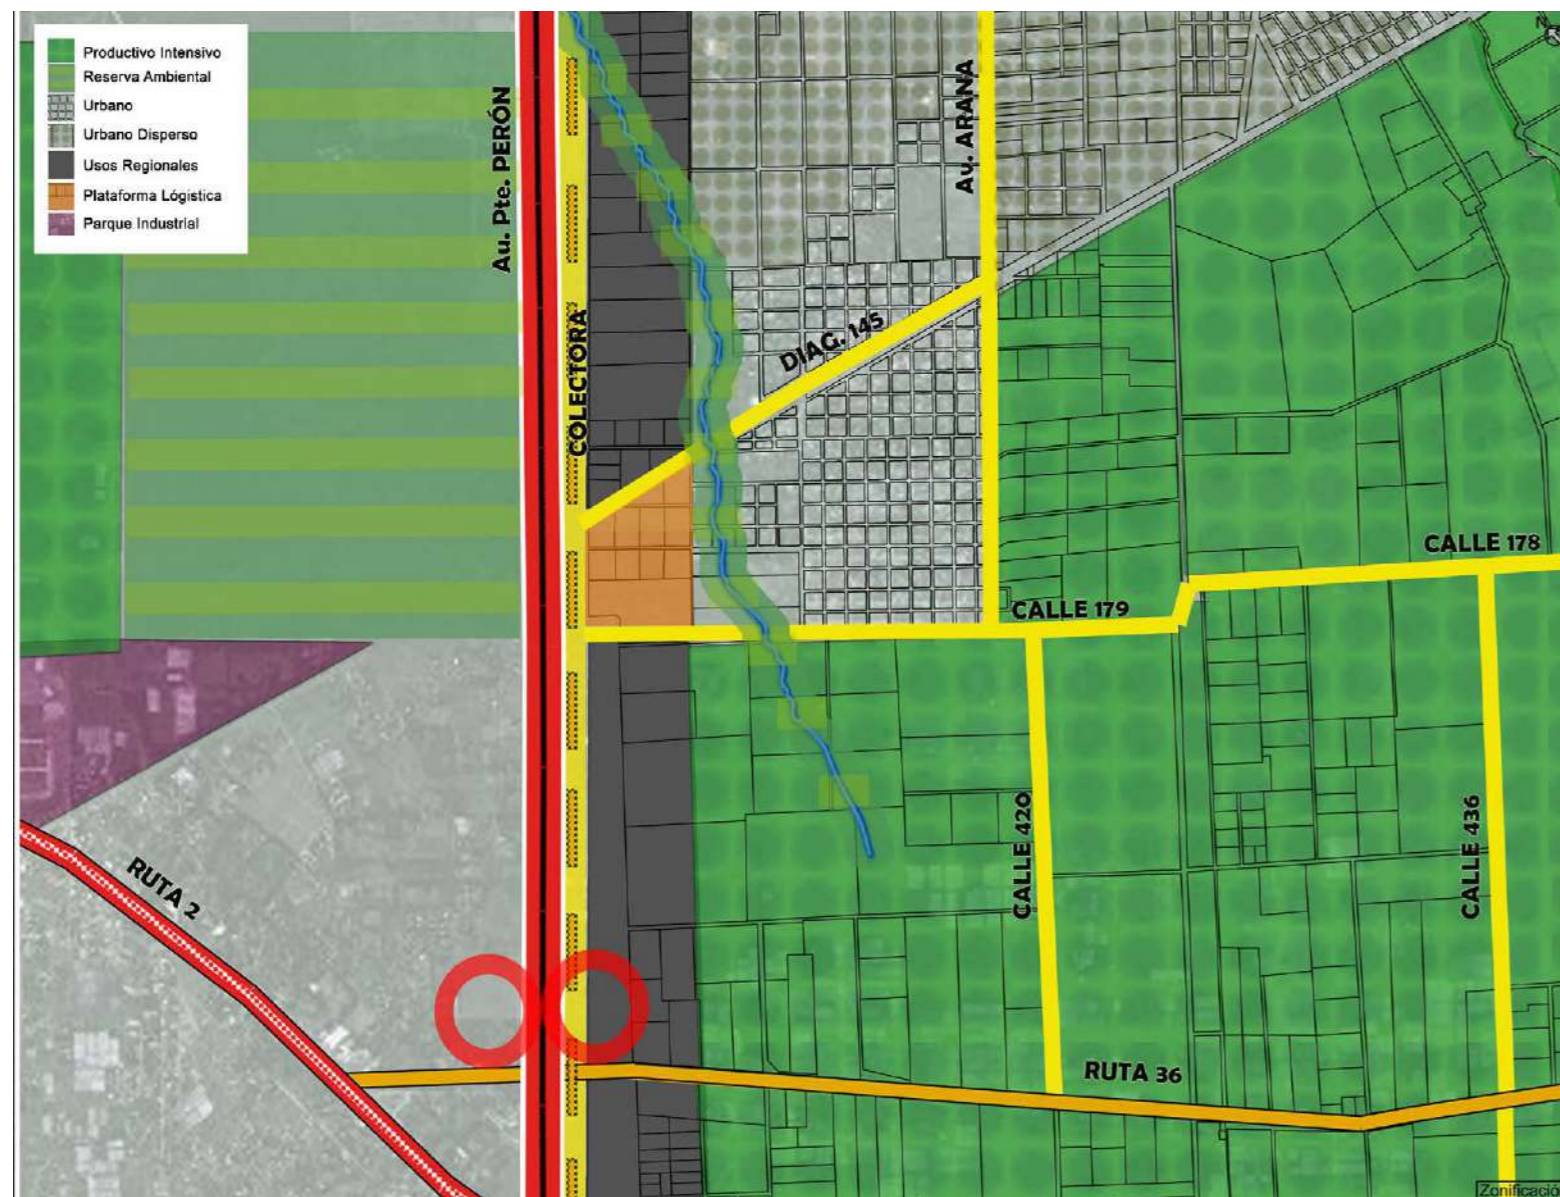 Productivo Intensivo
Reserva Ambiental
Urbano
Urbano Disperso
Usos Regionales
Plataforma Lógistica
Parque Industrial
Au. Pte. PERÓN
COLECTORA
Av. ARANA
N
DIAG. 145
CALLE 178
CALLE 179
CALLE 420
CALLE 436
RUTA 2
RUTA 36
Zonificació